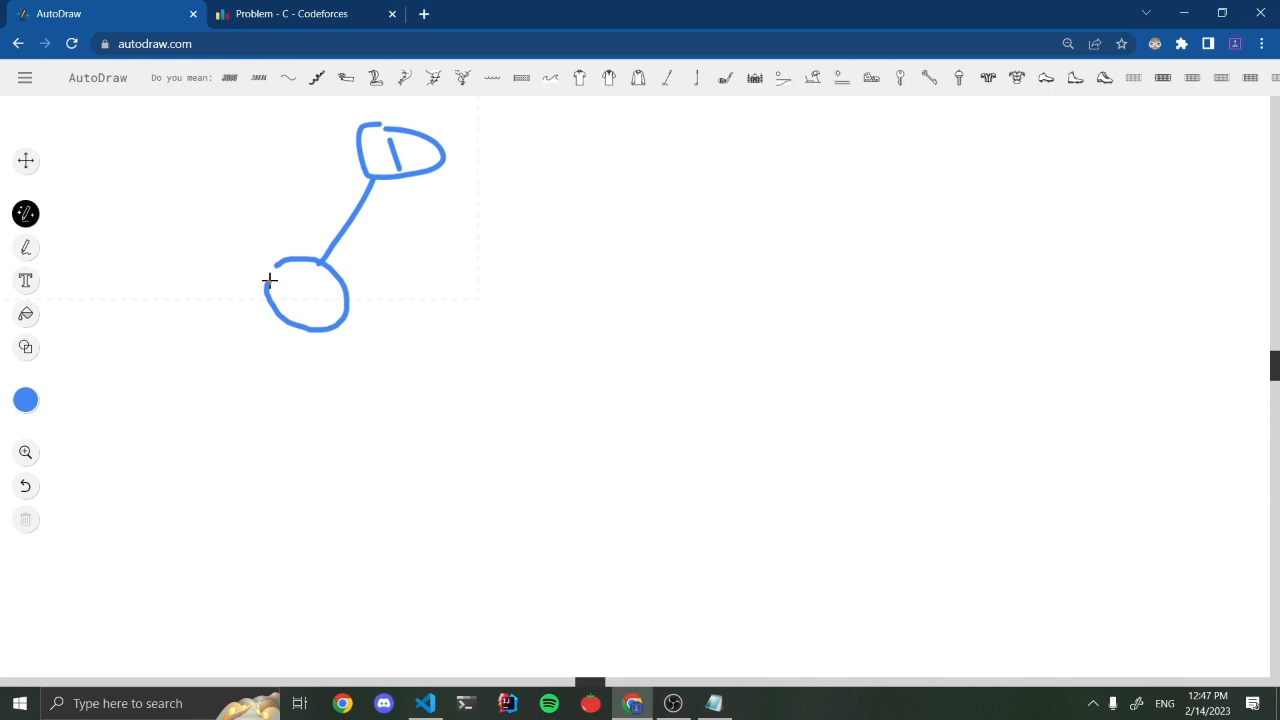 AutoDraw
Problem - C - Codeforces
autodraw.com
AutoDraw
Do you mean:
1
Type here to search
ENG
12:47 PM
2/14/2023